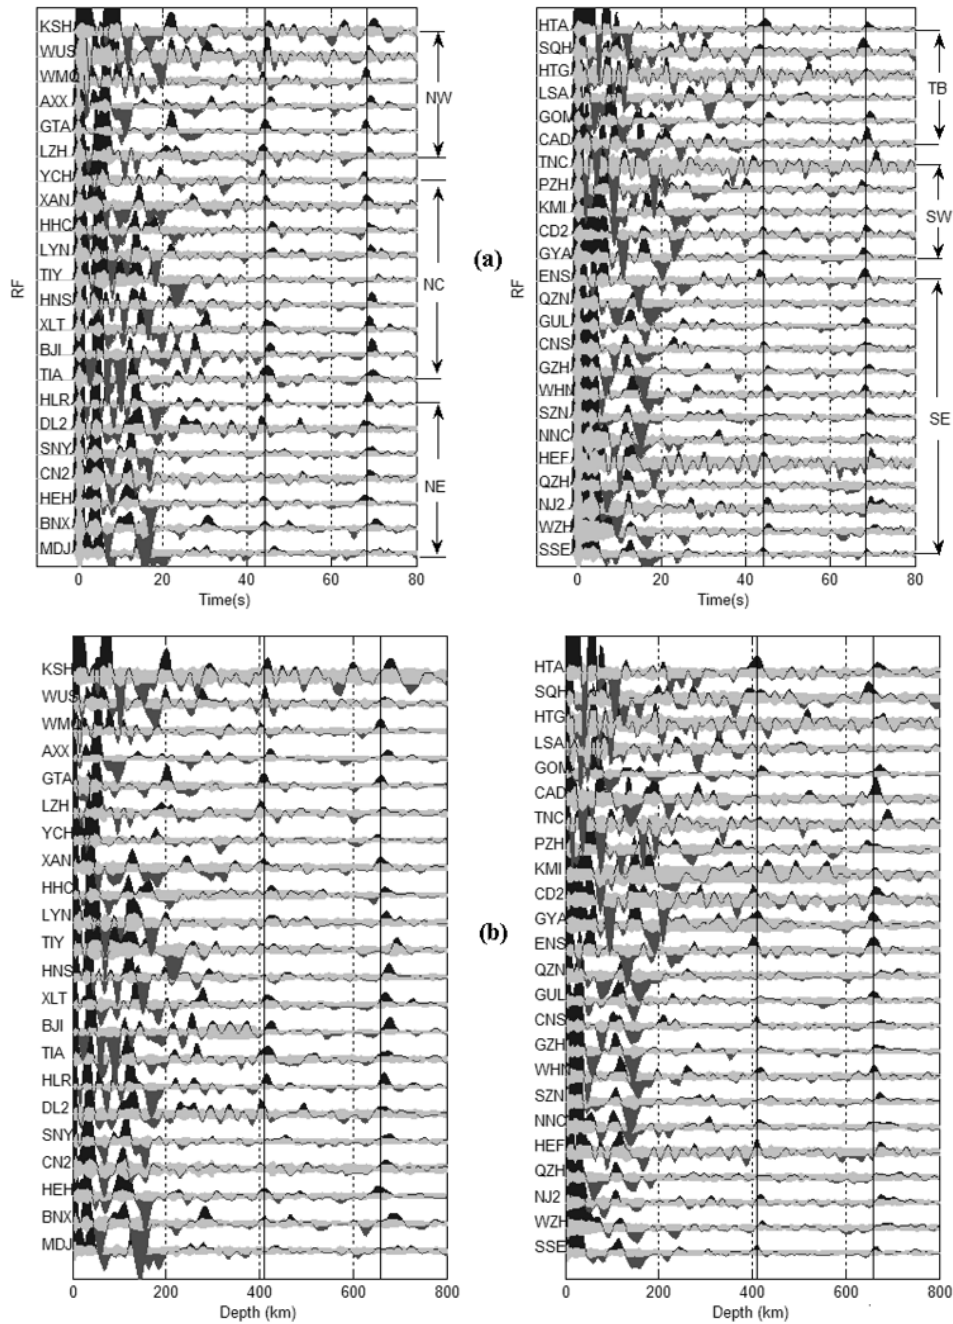 KSH
WUS
WMQ
AXX
GTA
LZH
YCH
XAN
HHC
LYN
TIY
HNS
XLT
BJI
TIA
HLR
DL2
SNY
CN2
HEH
BNX
MDJ
RF
NW
NC
NE
0 20 40 60 80
Time(s)
(a)
HTA
SQH
HTG
LSA
GOM
CAD
TNC
PZH
KMI
CD2
GYA
ENS
QZN
GUL
CNS
GZH
WHN
SZN
NNC
HEF
QZH
NJ2
WZH
SSE
RF
TB
SW
SE
0 20 40 60 80
Time(s)
KSH
WUS
WMQ
AXX
GTA
LZH
YCH
XAN
HHC
LYN
TIY
HNS
XLT
BJI
TIA
HLR
DL2
SNY
CN2
HEH
BNX
MDJ
0 200 400 600 800
Depth (km)
(b)
HTA
SQH
HTG
LSA
GOM
CAD
TNC
PZH
KMI
CD2
GYA
ENS
QZN
GUL
CNS
GZH
WHN
SZN
NNC
HEF
QZH
NJ2
WZH
SSE
0 200 400 600 800
Depth (km)